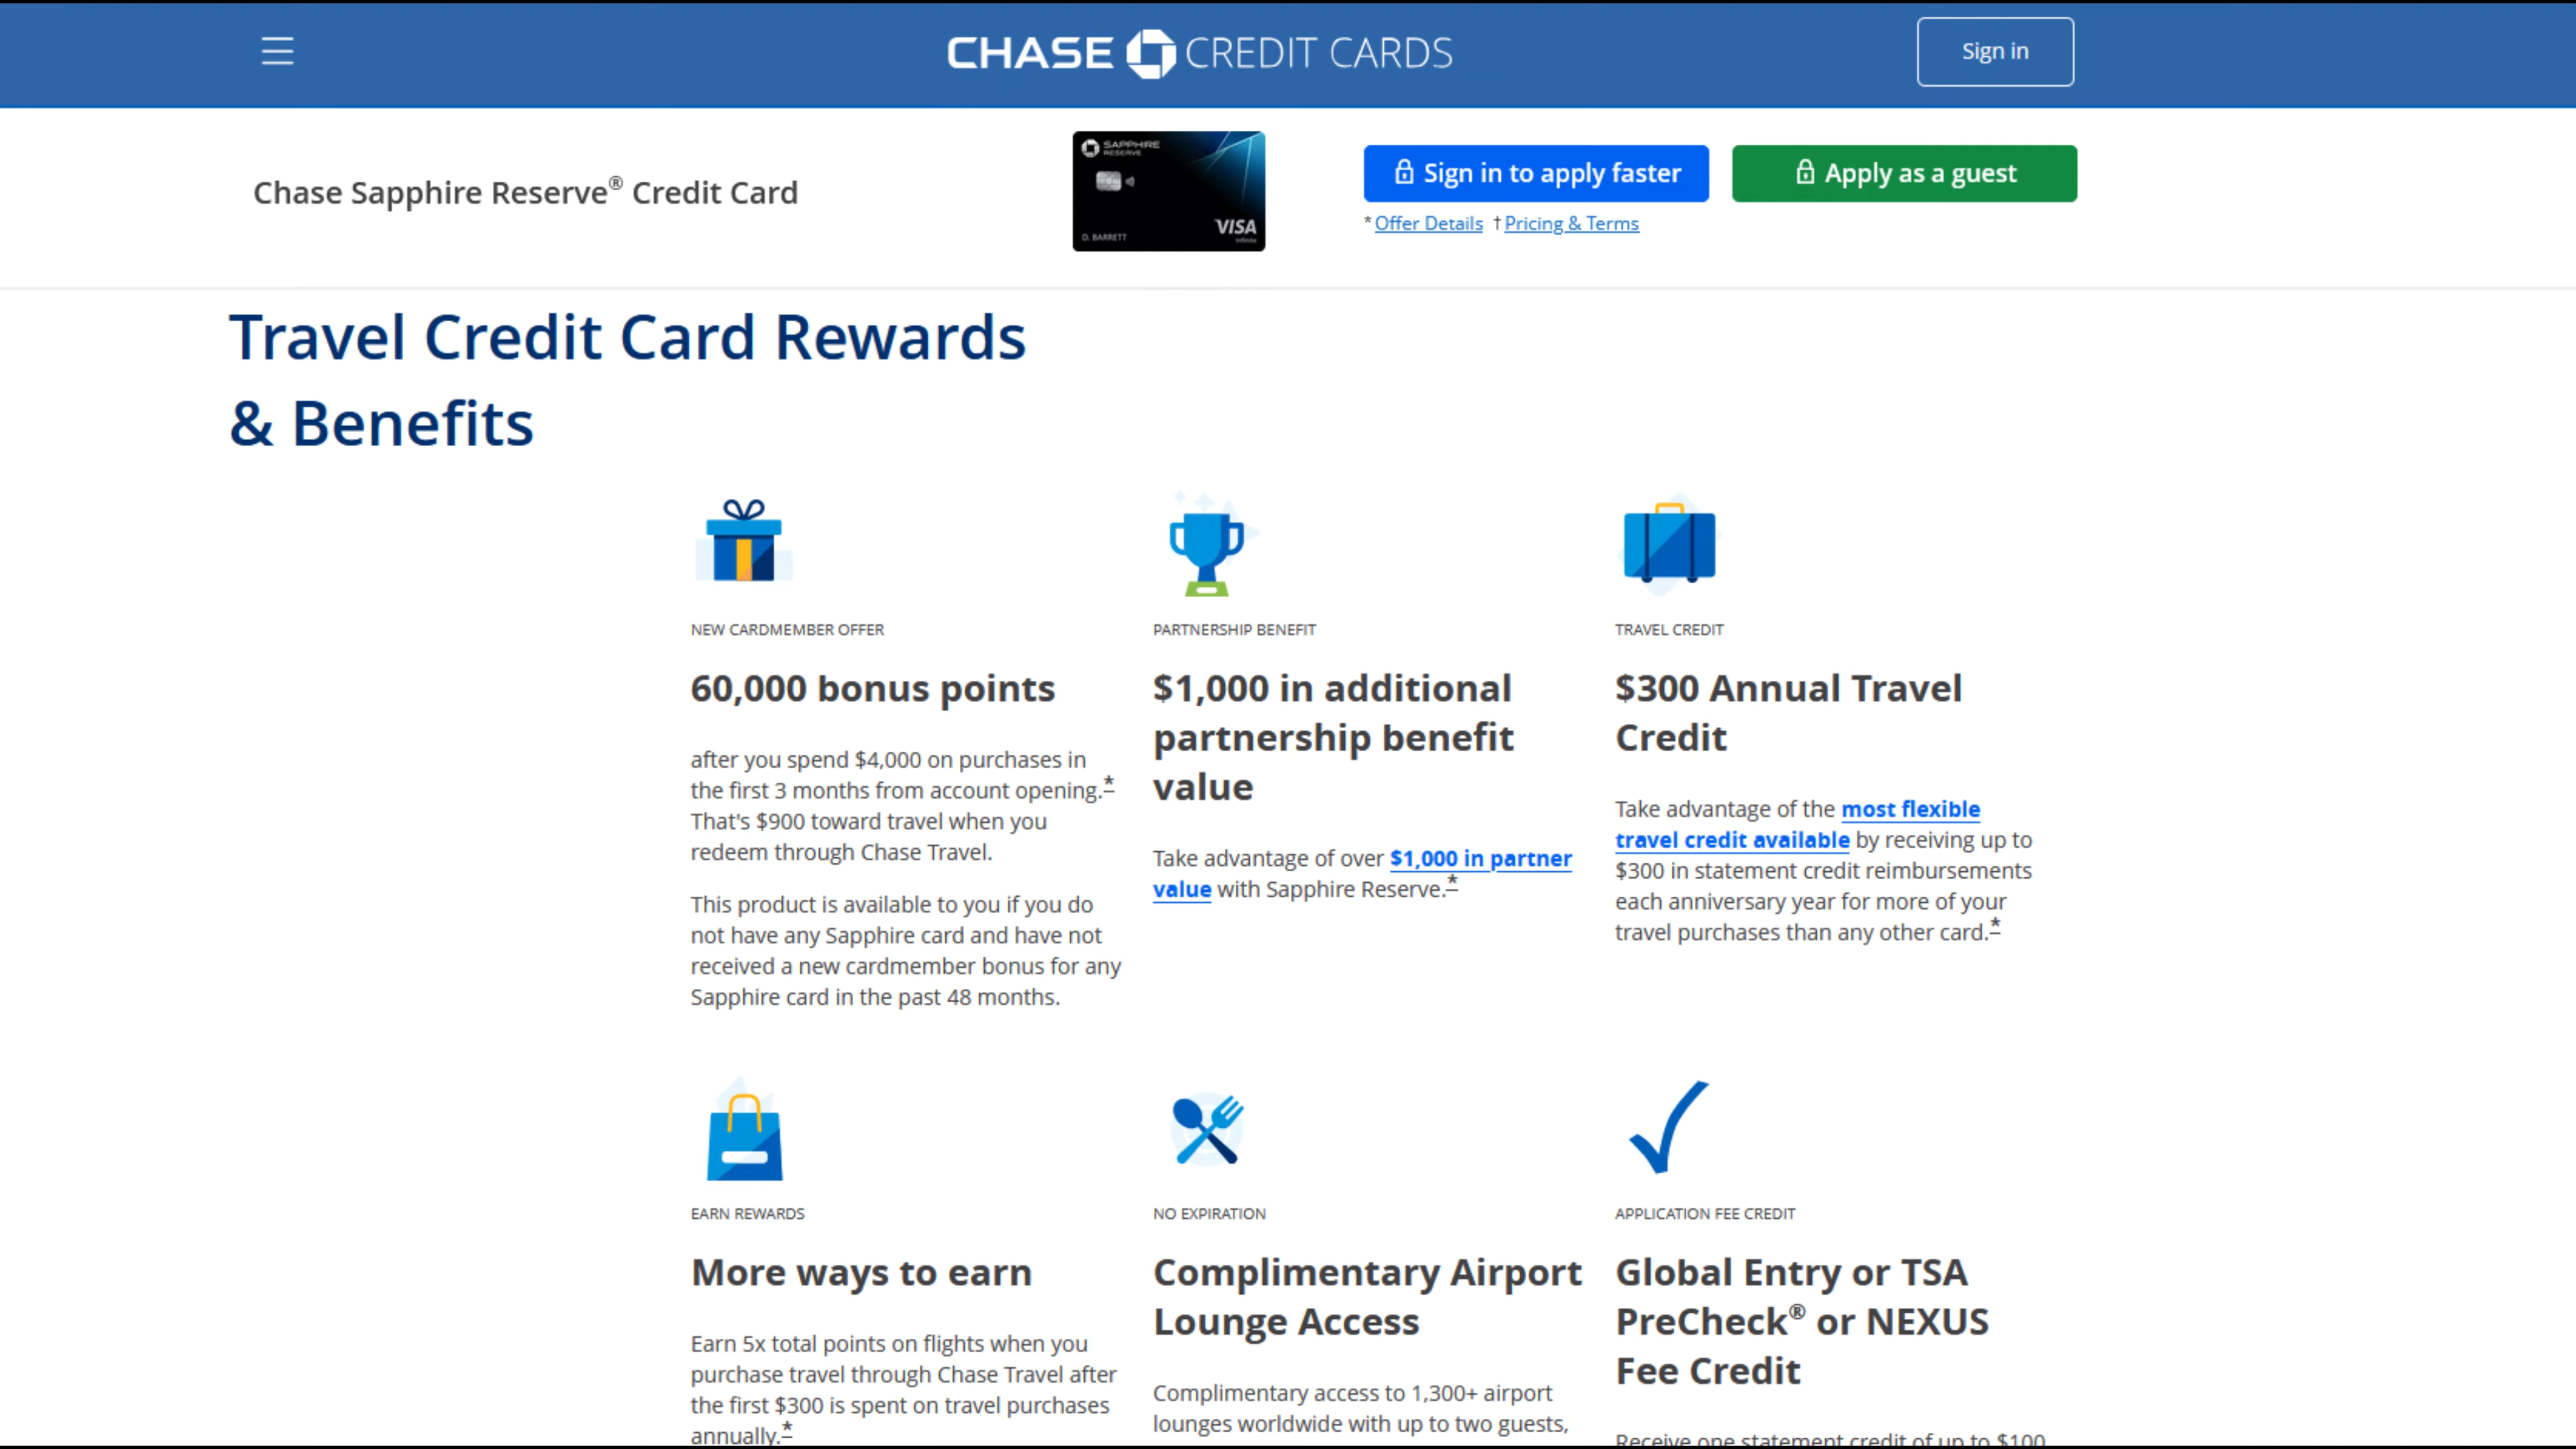 CHASE CREDIT CARDS
Sign in
Chase Sapphire Reserve® Credit Card
SAPPHIRE
RESERVE
D. BARRETT
VISA
Infinite
Sign in to apply faster
Apply as a guest
* Offer Details † Pricing & Terms
Travel Credit Card Rewards
& Benefits
NEW CARDMEMBER OFFER
60,000 bonus points
after you spend $4,000 on purchases in
the first 3 months from account opening.*
That's $900 toward travel when you
redeem through Chase Travel.
This product is available to you if you do
not have any Sapphire card and have not
received a new cardmember bonus for any
Sapphire card in the past 48 months.
PARTNERSHIP BENEFIT
$1,000 in additional
partnership benefit
value
Take advantage of over $1,000 in partner
value with Sapphire Reserve.*
TRAVEL CREDIT
$300 Annual Travel
Credit
Take advantage of the most flexible
travel credit available by receiving up to
$300 in statement credit reimbursements
each anniversary year for more of your
travel purchases than any other card.*
EARN REWARDS
More ways to earn
Earn 5x total points on flights when you
purchase travel through Chase Travel after
the first $300 is spent on travel purchases
annually.*
NO EXPIRATION
Complimentary Airport
Lounge Access
Complimentary access to 1,300+ airport
lounges worldwide with up to two guests,
APPLICATION FEE CREDIT
Global Entry or TSA
PreCheck® or NEXUS
Fee Credit
Receive one statement credit of up to $100